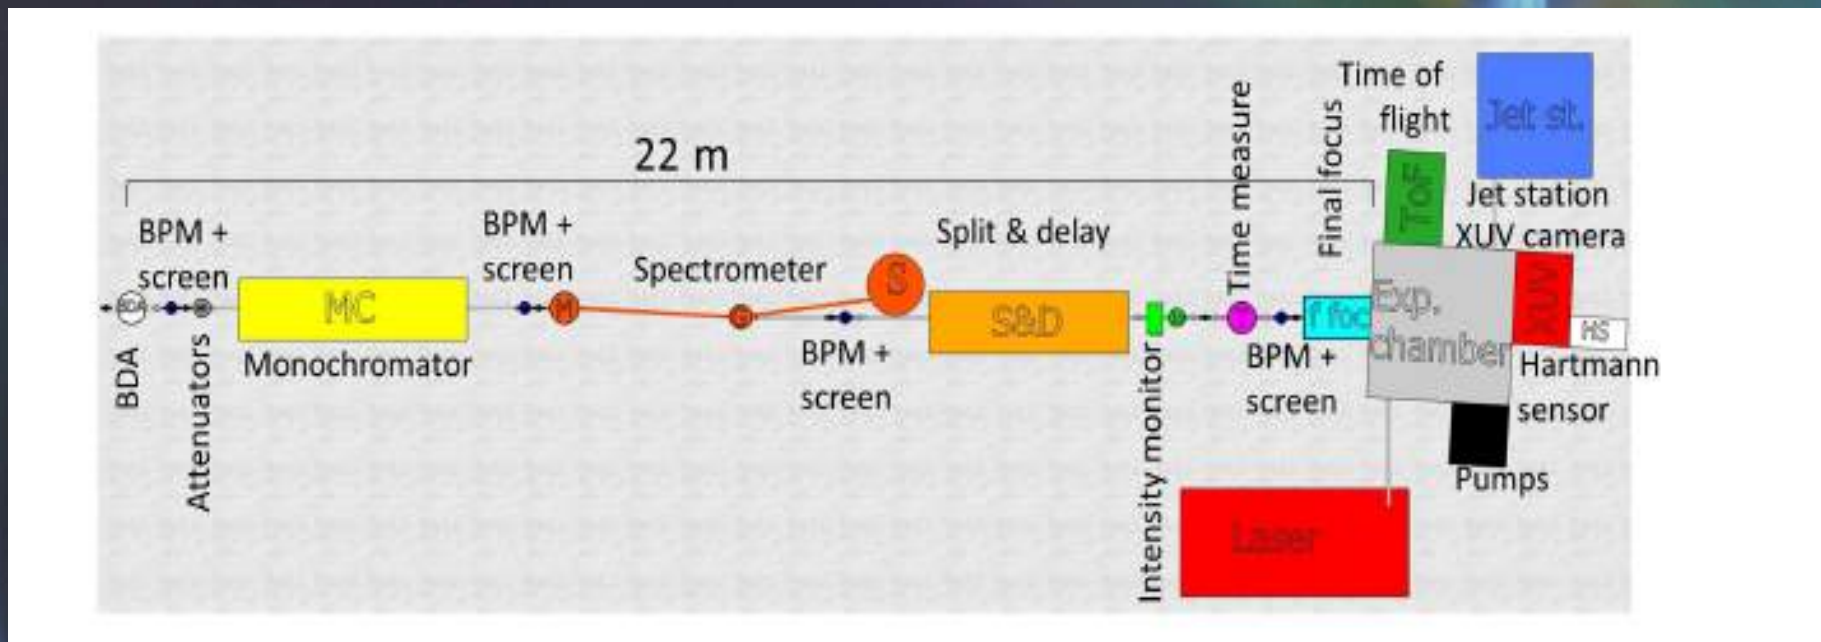 22 m
BPM +
screen
BPM +
screen
Spectrometer
Split & delay
Time measure
Final focus
Time of
flight
Jet st.
Jet station
XUV camera
ToF
BDA
Attenuators
MC
Monochromator
M
G
S
BPM +
screen
S&D
Intensity monitor
BPM +
screen
f foc
Exp.
chamber
XUV
HS
Hartmann
sensor
Pumps
Laser